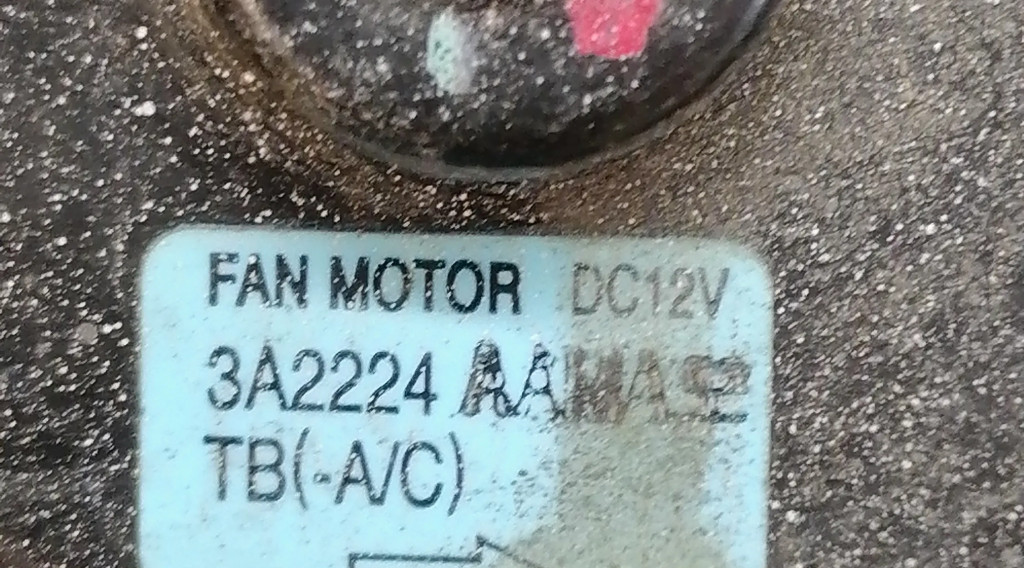 FAN MOTOR DC12V
3A2224
TB(-A/C)